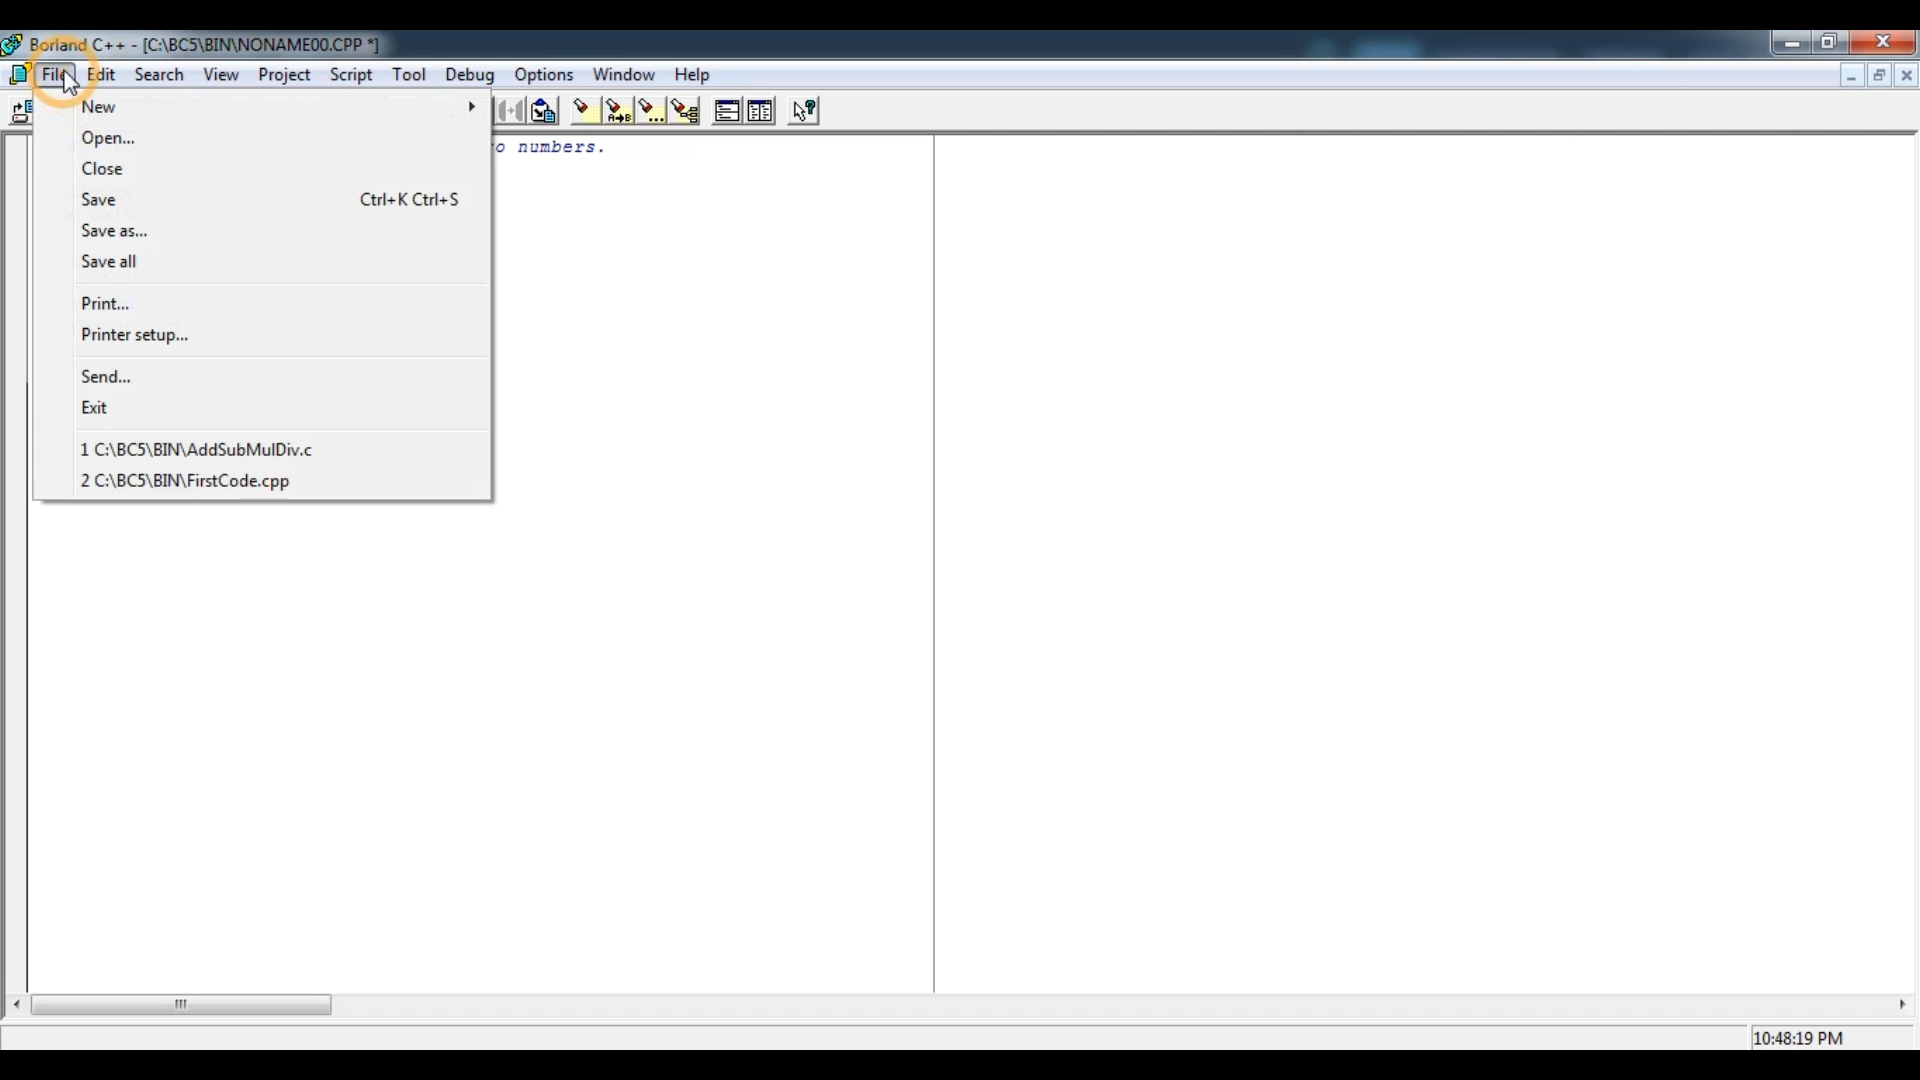 Borland C++ - [C:\BC5\BIN\NONAME00.CPP *]
File Edit Search View Project Script Tool Debug Options Window Help
New
Open...
Close
Save Ctrl+K Ctrl+S
Save as...
Save all
Print...
Printer setup...
Send...
Exit
1 C:\BC5\BIN\AddSubMulDiv.c
2 C:\BC5\BIN\FirstCode.cpp
numbers.
10:48:19 PM